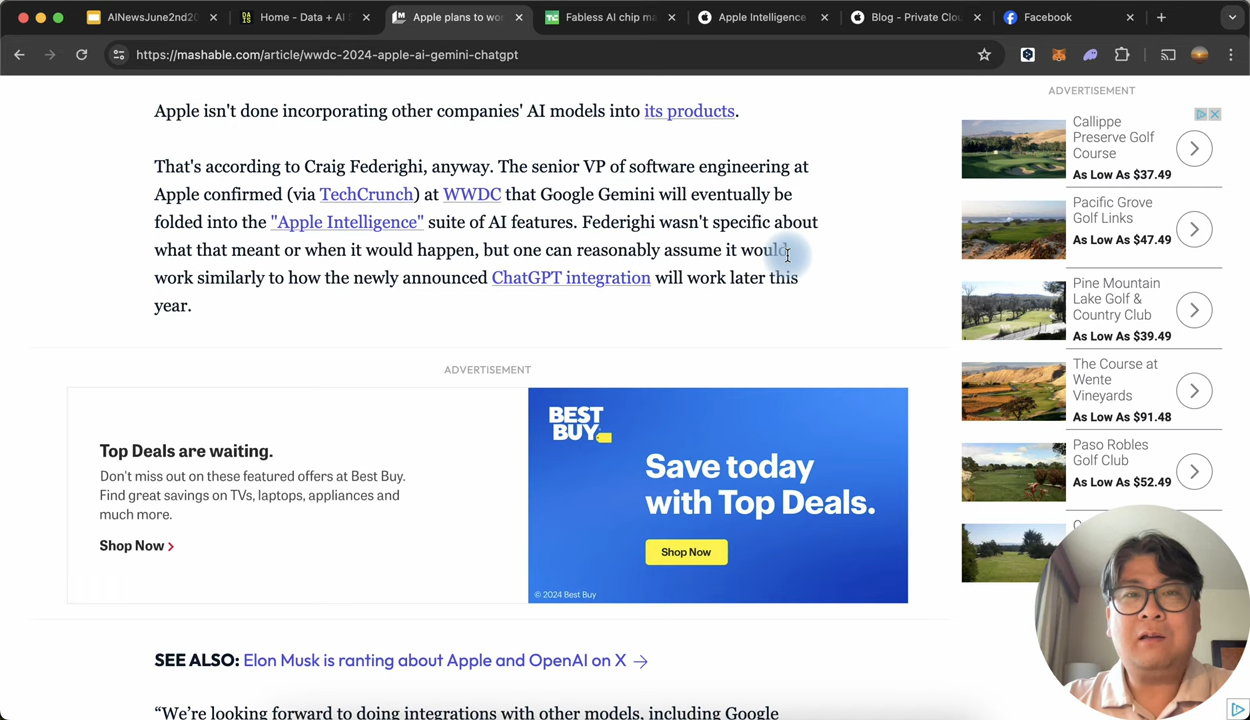 AINewsJune2nd20
Home - Data + AI S
Apple plans to wor
Fabless AI chip ma
Apple Intelligence
Blog - Private Clou
Facebook
https://mashable.com/article/wwdc-2024-apple-ai-gemini-chatgpt
Apple isn't done incorporating other companies' AI models into its products.
That's according to Craig Federighi, anyway. The senior VP of software engineering at
Apple confirmed (via TechCrunch) at WWDC that Google Gemini will eventually be
folded into the "Apple Intelligence" suite of AI features. Federighi wasn't specific about
what that meant or when it would happen, but one can reasonably assume it would
work similarly to how the newly announced ChatGPT integration will work later this
year.
ADVERTISEMENT
Top Deals are waiting.
Don't miss out on these featured offers at Best Buy.
Find great savings on TVs, laptops, appliances and
much more.
Shop Now
BEST
BUY
Save today
with Top Deals.
Shop Now
© 2024 Best Buy
SEE ALSO: Elon Musk is ranting about Apple and OpenAI on X →
“We’re looking forward to doing integrations with other models, including Google
ADVERTISEMENT
Callippe
Preserve Golf
Course
As Low As $37.49
Pacific Grove
Golf Links
As Low As $47.49
Pine Mountain
Lake Golf &
Country Club
As Low As $39.49
The Course at
Wente
Vineyards
As Low As $91.48
Paso Robles
Golf Club
As Low As $52.49